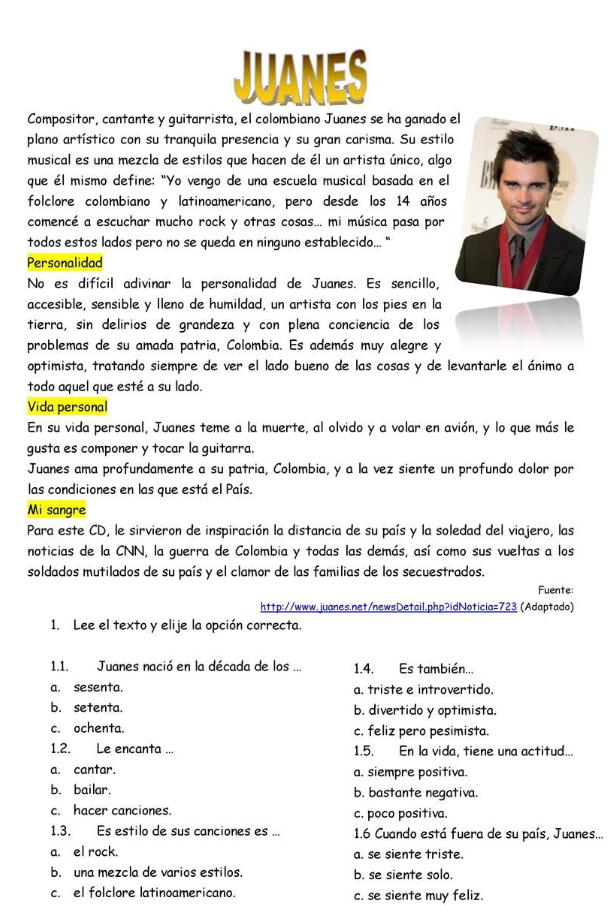 JUANES
Compositor, cantante y guitarrista, el colombiano Juanes se ha ganado el
plano artístico con su tranquila presencia y su gran carisma. Su estilo
musical es una mezcla de estilos que hacen de él un artista único, algo
que él mismo define: “Yo vengo de una escuela musical basada en el
folclore colombiano y latinoamericano, pero desde los 14 años
comencé a escuchar mucho rock y otras cosas... mi música pasa por
todos estos lados pero no se queda en ninguno establecido... “
Personalidad
No es difícil adivinar la personalidad de Juanes. Es sencillo,
accesible, sensible y lleno de humildad, un artista con los pies en la
tierra, sin delirios de grandeza y con plena conciencia de los
problemas de su amada patria, Colombia. Es además muy alegre y
optimista, tratando siempre de ver el lado bueno de las cosas y de levantarle el ánimo a
todo aquel que esté a su lado.
Vida personal
En su vida personal, Juanes teme a la muerte, al olvido y a volar en avión, y lo que más le
gusta es componer y tocar la guitarra.
Juanes ama profundamente a su patria, Colombia, y a la vez siente un profundo dolor por
las condiciones en las que está el País.
Mi sangre
Para este CD, le sirvieron de inspiración la distancia de su país y la soledad del viajero, las
noticias de la CNN, la guerra de Colombia y todas las demás, así como sus vueltas a los
soldados mutilados de su país y el clamor de las familias de los secuestrados.
Fuente:
http://www.juanes.net/newsDetail.php?idNoticia=723 (Adaptado)
1. Lee el texto y elije la opción correcta.
1.1. Juanes nació en la década de los ...
a. sesenta.
b. setenta.
c. ochenta.
1.2. Le encanta ...
a. cantar.
b. bailar.
c. hacer canciones.
1.3. Es estilo de sus canciones es ...
a. el rock.
b. una mezcla de varios estilos.
c. el folclore latinoamericano.
1.4. Es también...
a. triste e introvertido.
b. divertido y optimista.
c. feliz pero pesimista.
1.5. En la vida, tiene una actitud...
a. siempre positiva.
b. bastante negativa.
c. poco positiva.
1.6 Cuando está fuera de su país, Juanes...
a. se siente triste.
b. se siente solo.
c. se siente muy feliz.